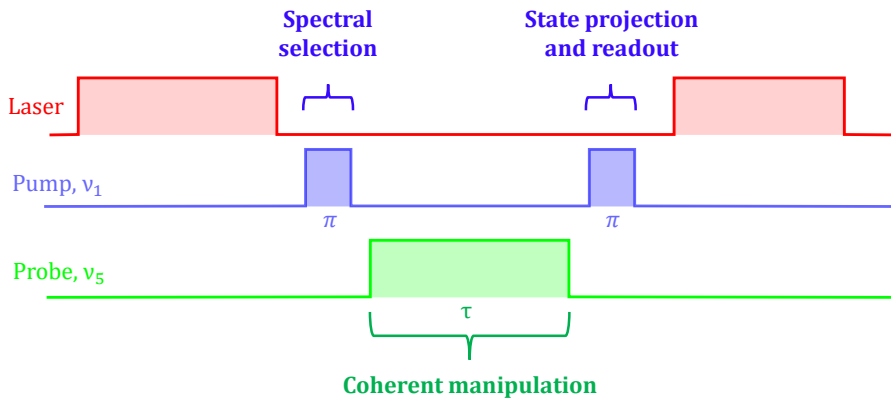 Spectral
selection
State projection
and readout
Laser
Pump, ν₁
π
π
Probe, ν₅
τ
Coherent manipulation